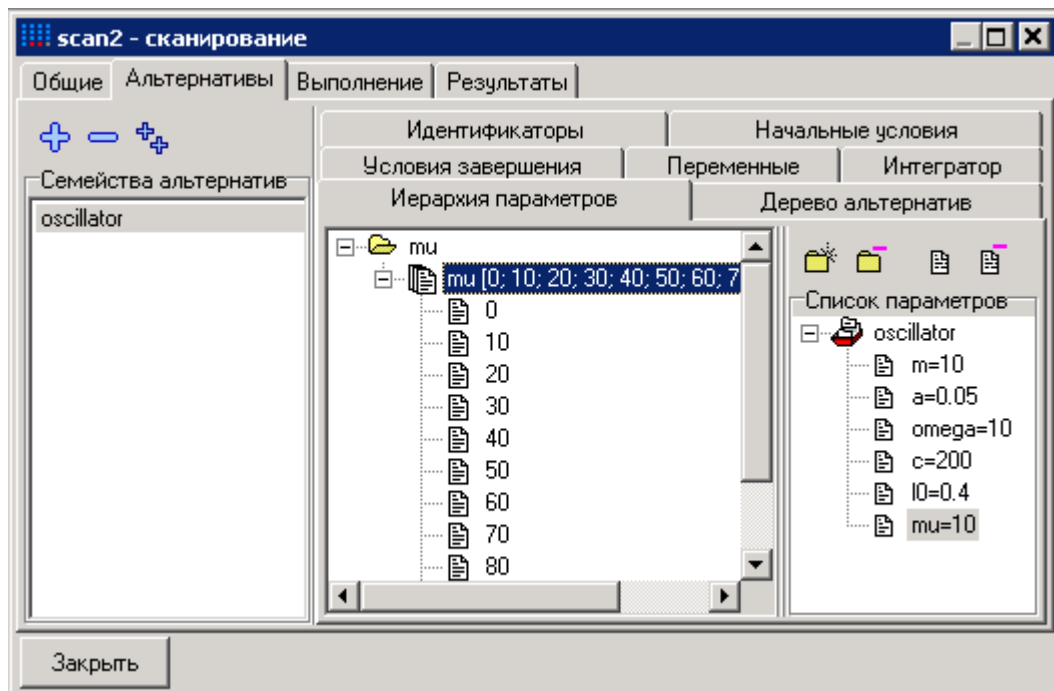 scan2 - сканирование
Общие Альтернативы Выполнение Результаты
Идентификаторы Начальные условия
Условия завершения Переменные Интегратор
Иерархия параметров Дерево альтернатив
Семейства альтернатив
oscillator
mu
mu [0; 10; 20; 30; 40; 50; 60; 7
0
10
20
30
40
50
60
70
80
Список параметров
oscillator
m=10
a=0.05
omega=10
c=200
l0=0.4
mu=10
Закрыть